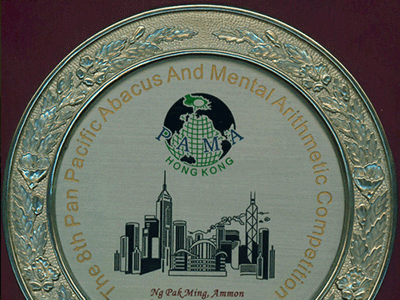 The 8th Pan Pacific Abacus And Mental Arithmetic Competition
PAMA
HONG KONG
Ng Pak Ming, Ammon